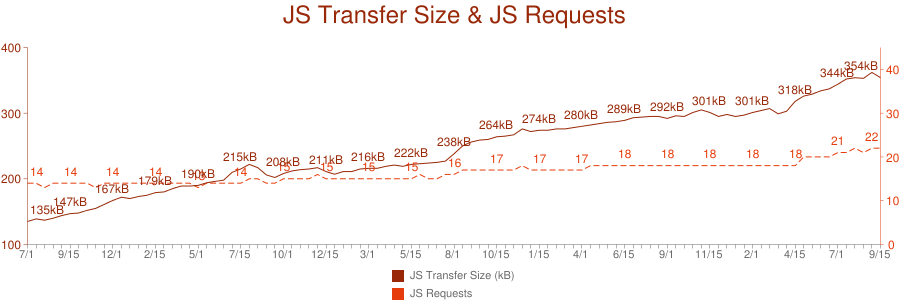 JS Transfer Size & JS Requests
400
300
200
100
40
30
20
10
0
135kB 147kB 167kB 179kB 190kB 215kB 208kB 211kB 216kB 222kB 238kB 264kB 274kB 280kB 289kB 292kB 301kB 301kB 318kB 344kB 354kB
14 14 14 14 15 14 15 15 15 15 16 17 17 17 18 18 18 18 18 21 22
7/1 9/15 12/1 2/15 5/1 7/15 10/1 12/15 3/1 5/15 8/1 10/15 1/15 4/1 6/15 9/1 11/15 2/1 4/15 7/1 9/15
JS Transfer Size (kB)
JS Requests